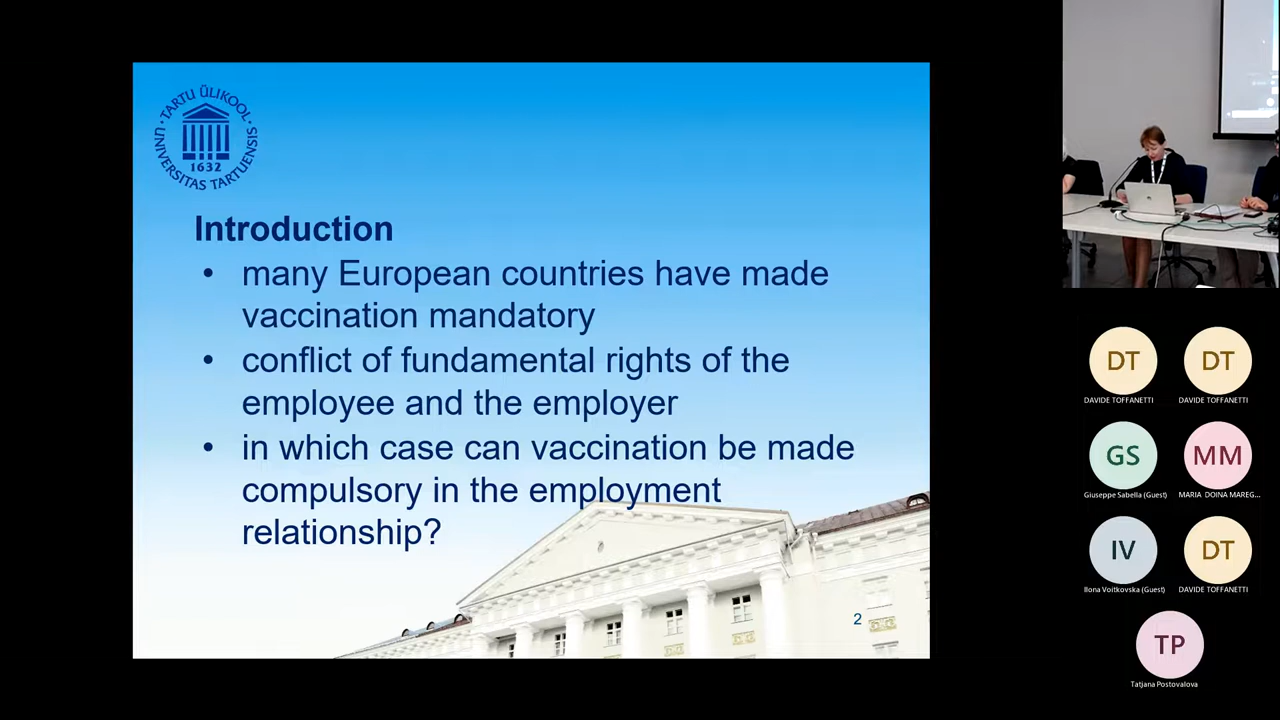 TARTU ÜLIKOOL
UNIVERSITAS TARTUENSIS
1632
Introduction
• many European countries have made
vaccination mandatory
• conflict of fundamental rights of the
employee and the employer
• in which case can vaccination be made
compulsory in the employment
relationship?
2
DT
DAVIDE TOFFANETTI
DT
DAVIDE TOFFANETTI
GS
Giuseppe Sabella (Guest)
MM
MARIA DOINA MAREG...
IV
Ilona Voitkovska (Guest)
DT
DAVIDE TOFFANETTI
TP
Tatjana Postovalova